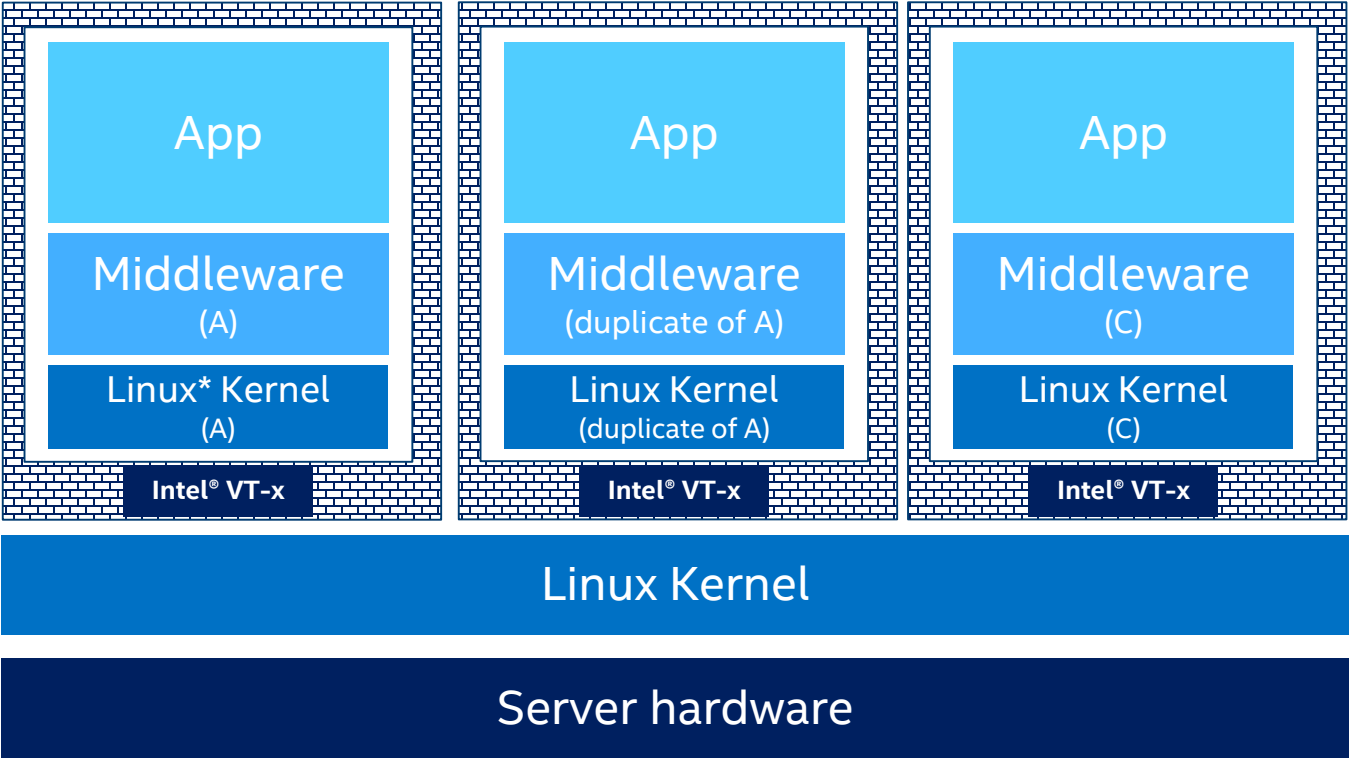 App
Middleware
(A)
Linux* Kernel
(A)
Intel® VT-x
App
Middleware
(duplicate of A)
Linux Kernel
(duplicate of A)
Intel® VT-x
App
Middleware
(C)
Linux Kernel
(C)
Intel® VT-x
Linux Kernel
Server hardware